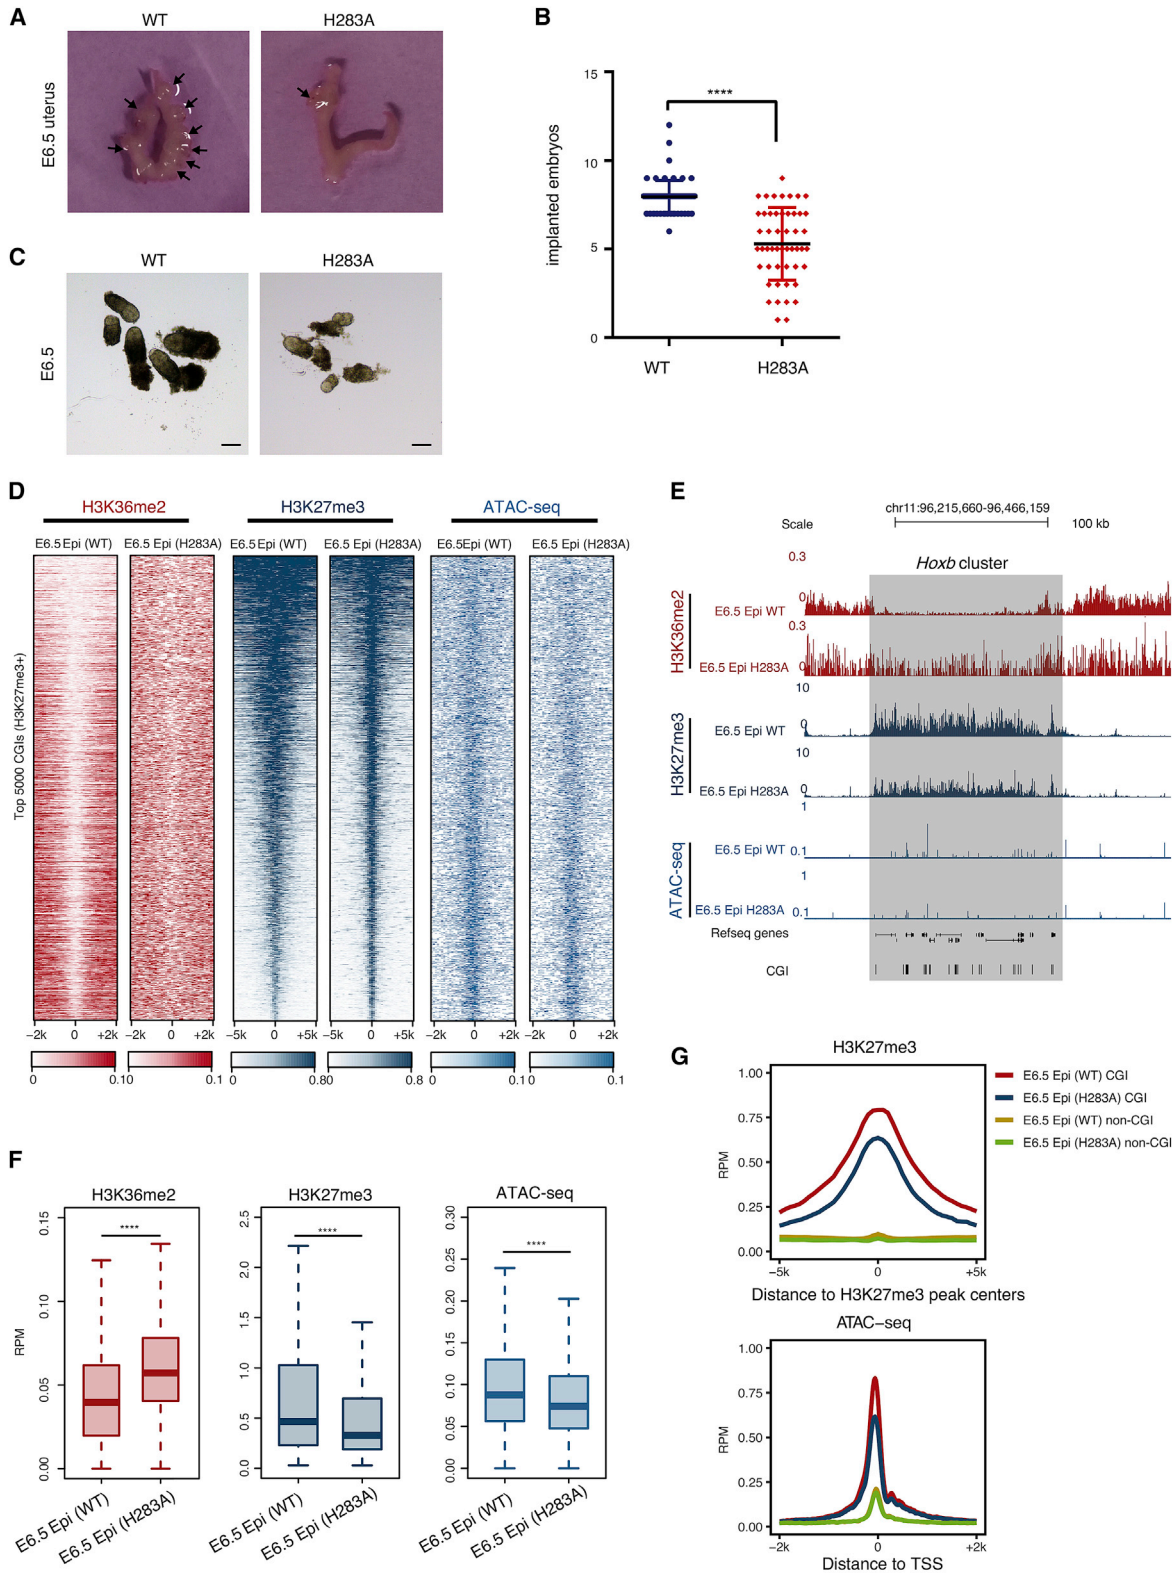 A
WT
H283A
E6.5 uterus
B
15
10
5
0
implanted embryos
****
WT
H283A
C
WT
H283A
E6.5
D
H3K36me2
H3K27me3
ATAC-seq
E6.5 Epi (WT)
E6.5 Epi (H283A)
E6.5 Epi (WT)
E6.5 Epi (H283A)
E6.5Epi (WT)
E6.5 Epi (H283A)
Top 5000 CGIs (H3K27me3+)
−2k 0 +2k
−2k 0 +2k
−5k 0 +5k
−5k 0 +5k
−2k 0 +2k
−2k 0 +2k
0 0.1
0 0.1
0 0.8
0 0.8
0 0.1
0 0.1
E
chr11:96,215,660-96,466,159
Scale
100 kb
Hoxb cluster
H3K36me2
0.3
E6.5 Epi WT
0
0.3
E6.5 Epi H283A
0
H3K27me3
10
E6.5 Epi WT
0
10
E6.5 Epi H283A
0
ATAC-seq
1
E6.5 Epi WT
0.1
1
E6.5 Epi H283A
0.1
Refseq genes
CGI
F
H3K36me2
0.15
0.10
0.05
0.00
RPM
****
E6.5 Epi (WT)
E6.5 Epi (H283A)
H3K27me3
2.5
2.0
1.5
1.0
0.5
0.0
****
E6.5 Epi (WT)
E6.5 Epi (H283A)
ATAC-seq
0.30
0.25
0.20
0.15
0.10
0.05
0.00
****
E6.5 Epi (WT)
E6.5 Epi (H283A)
G
H3K27me3
1.00
0.75
0.50
0.25
0.00
RPM
−5k 0 +5k
Distance to H3K27me3 peak centers
E6.5 Epi (WT) CGI
E6.5 Epi (H283A) CGI
E6.5 Epi (WT) non-CGI
E6.5 Epi (H283A) non-CGI
ATAC−seq
1.00
0.75
0.50
0.25
0.00
RPM
−2k 0 +2k
Distance to TSS